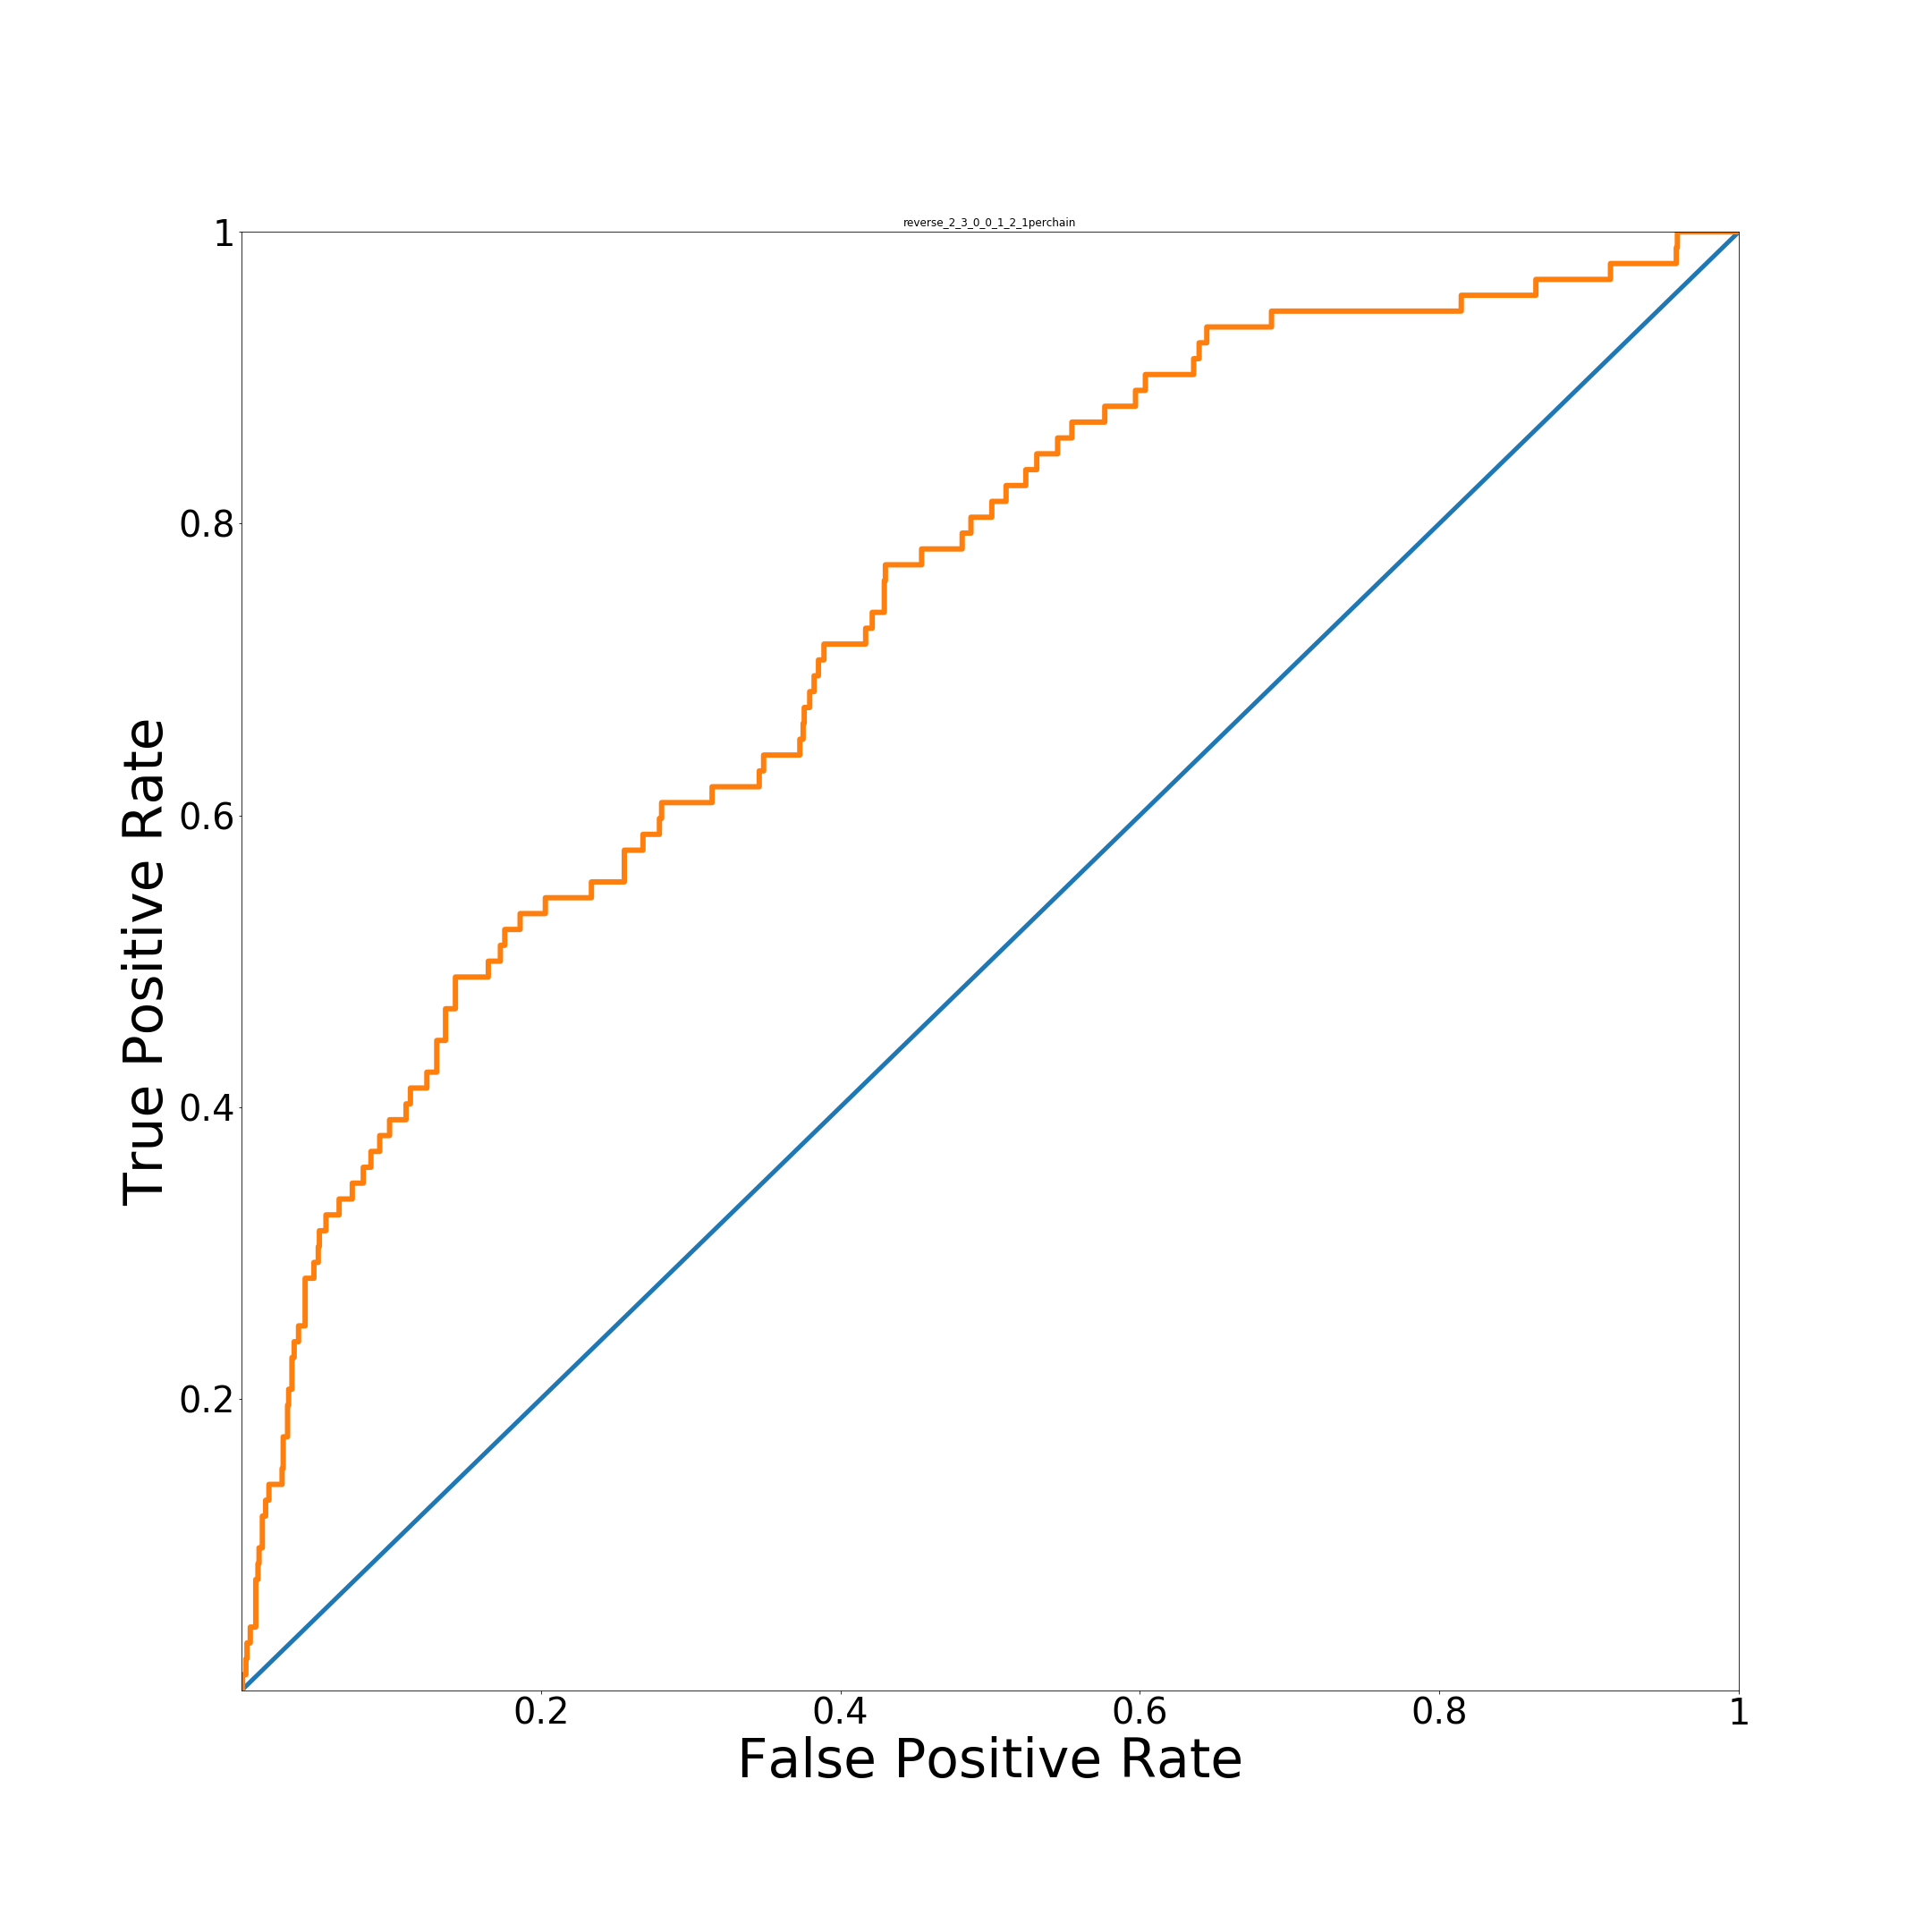 reverse_2_3_0_0_1_2_1perchain
1
0.8
0.6
0.4
0.2
True Positive Rate
0.2 0.4 0.6 0.8 1
False Positive Rate